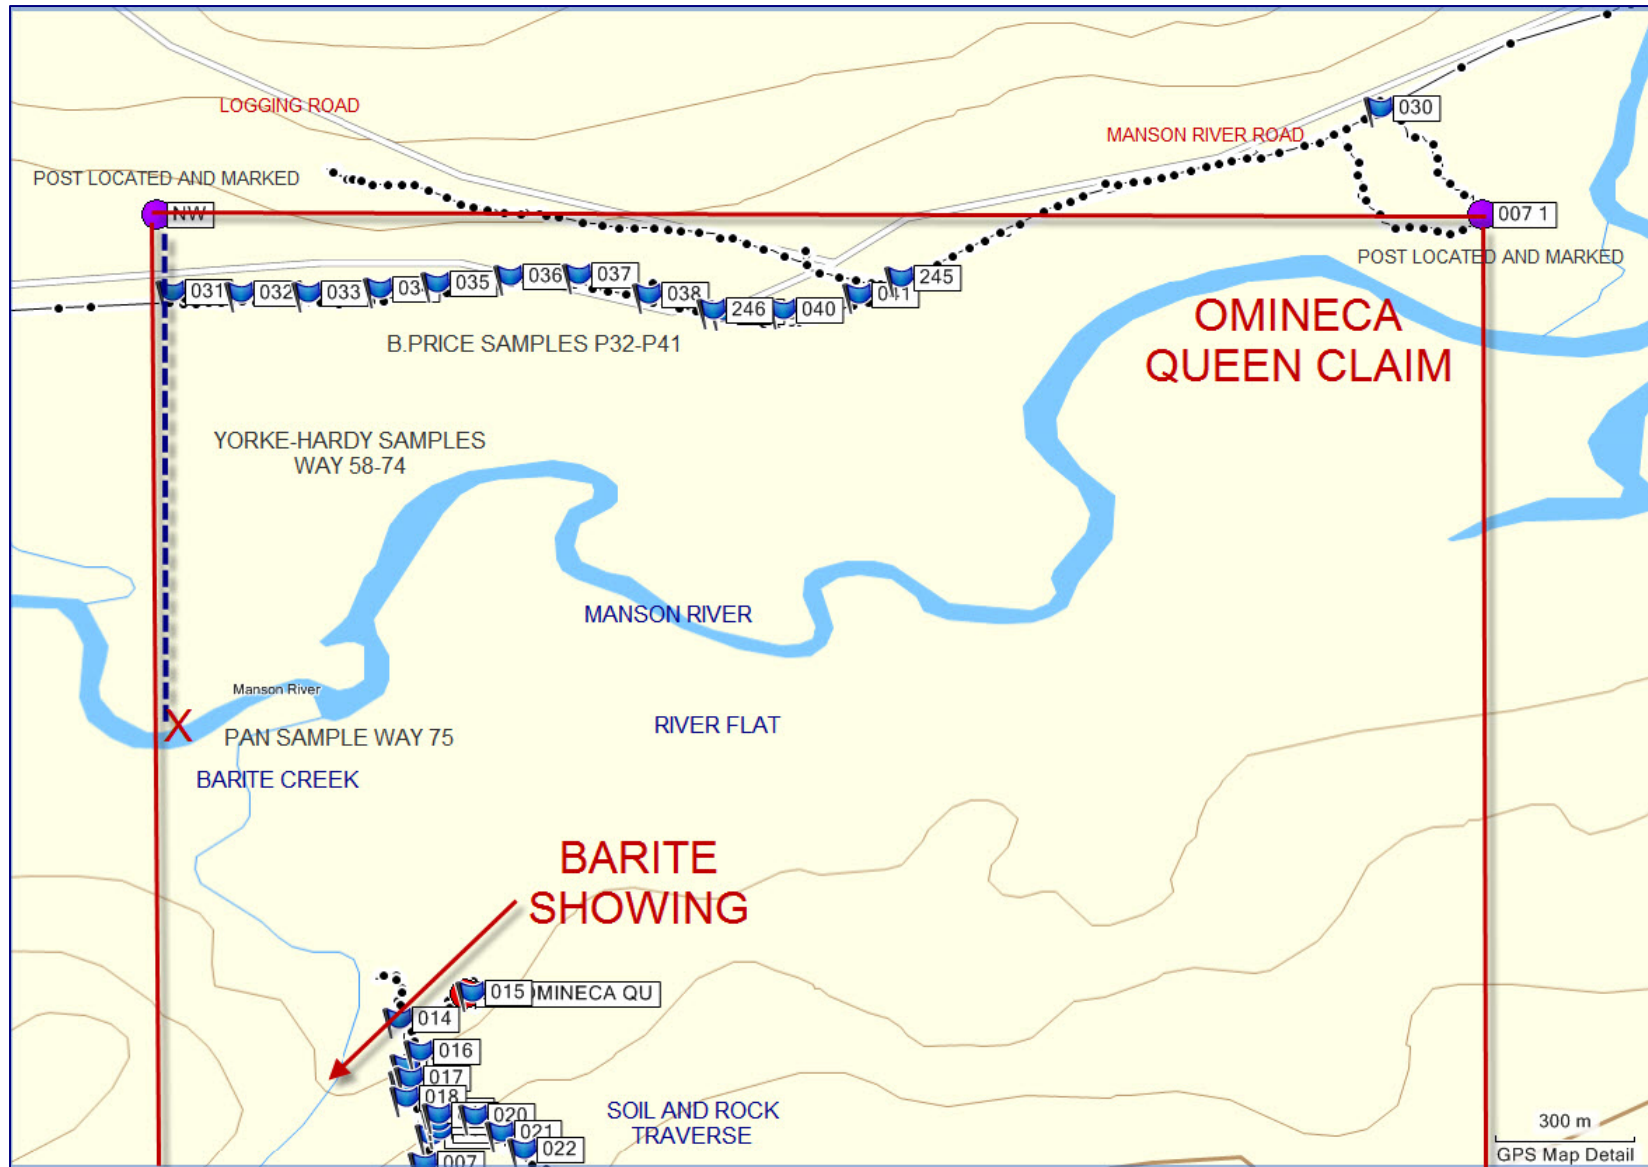 LOGGING ROAD
030
MANSON RIVER ROAD
POST LOCATED AND MARKED
NW
007 1
POST LOCATED AND MARKED
031
032
033
035
036
037
038
246
040
041
245
OMINECA
QUEEN CLAIM
B.PRICE SAMPLES P32-P41
YORKE-HARDY SAMPLES
WAY 58-74
MANSON RIVER
Manson River
X
PAN SAMPLE WAY 75
RIVER FLAT
BARITE CREEK
BARITE
SHOWING
015
OMINECA QU
014
016
017
018
020
021
022
007
SOIL AND ROCK
TRAVERSE
300 m
GPS Map Detail